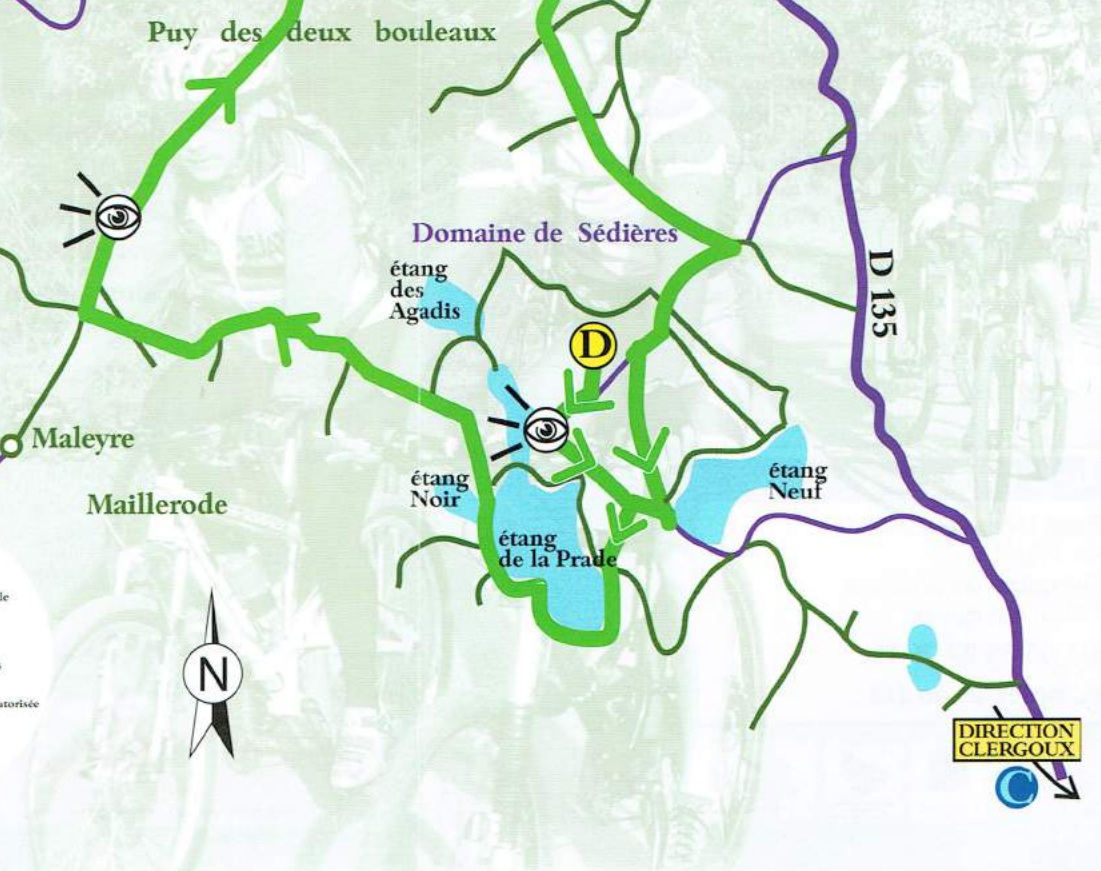 Puy des deux bouleaux
Domaine de Sédières
étang
des
Agadis
D
D 135
Maleyre
Maillerode
étang
Noir
étang
Neuf
étang
de la Prade
le
N
DIRECTION
CLERGOUX
C